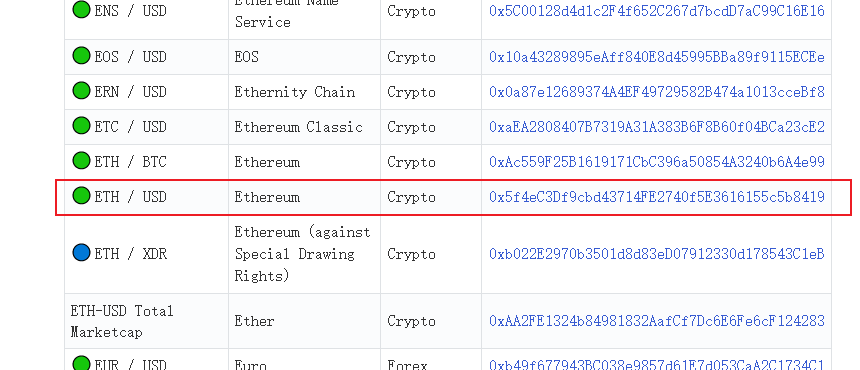 ENS / USD Ethereum Name Service Crypto 0x5C00128d4d1c2F4f652C267d7bcdD7aC99C16E16
EOS / USD EOS Crypto 0x10a43289895eAff840E8d45995BBa89f9115ECEe
ERN / USD Ethernity Chain Crypto 0x0a87e12689374A4EF49729582B474a1013cceBf8
ETC / USD Ethereum Classic Crypto 0xaEA2808407B7319A31A383B6F8B60f04BCa23cE2
ETH / BTC Ethereum Crypto 0xAc559F25B1619171CbC396a50854A3240b6A4e99
ETH / USD Ethereum Crypto 0x5f4eC3Df9cbd43714FE2740f5E3616155c5b8419
ETH / XDR Ethereum (against Special Drawing Rights) Crypto 0xb022E2970b3501d8d83eD07912330d178543C1eB
ETH-USD Total Marketcap Ether Crypto 0xAA2FE1324b84981832AafCf7Dc6E6Fe6cF124283
EUR / USD Euro Forex 0xb49f677943BC038e9857d61E7d053CaA2C1734C1